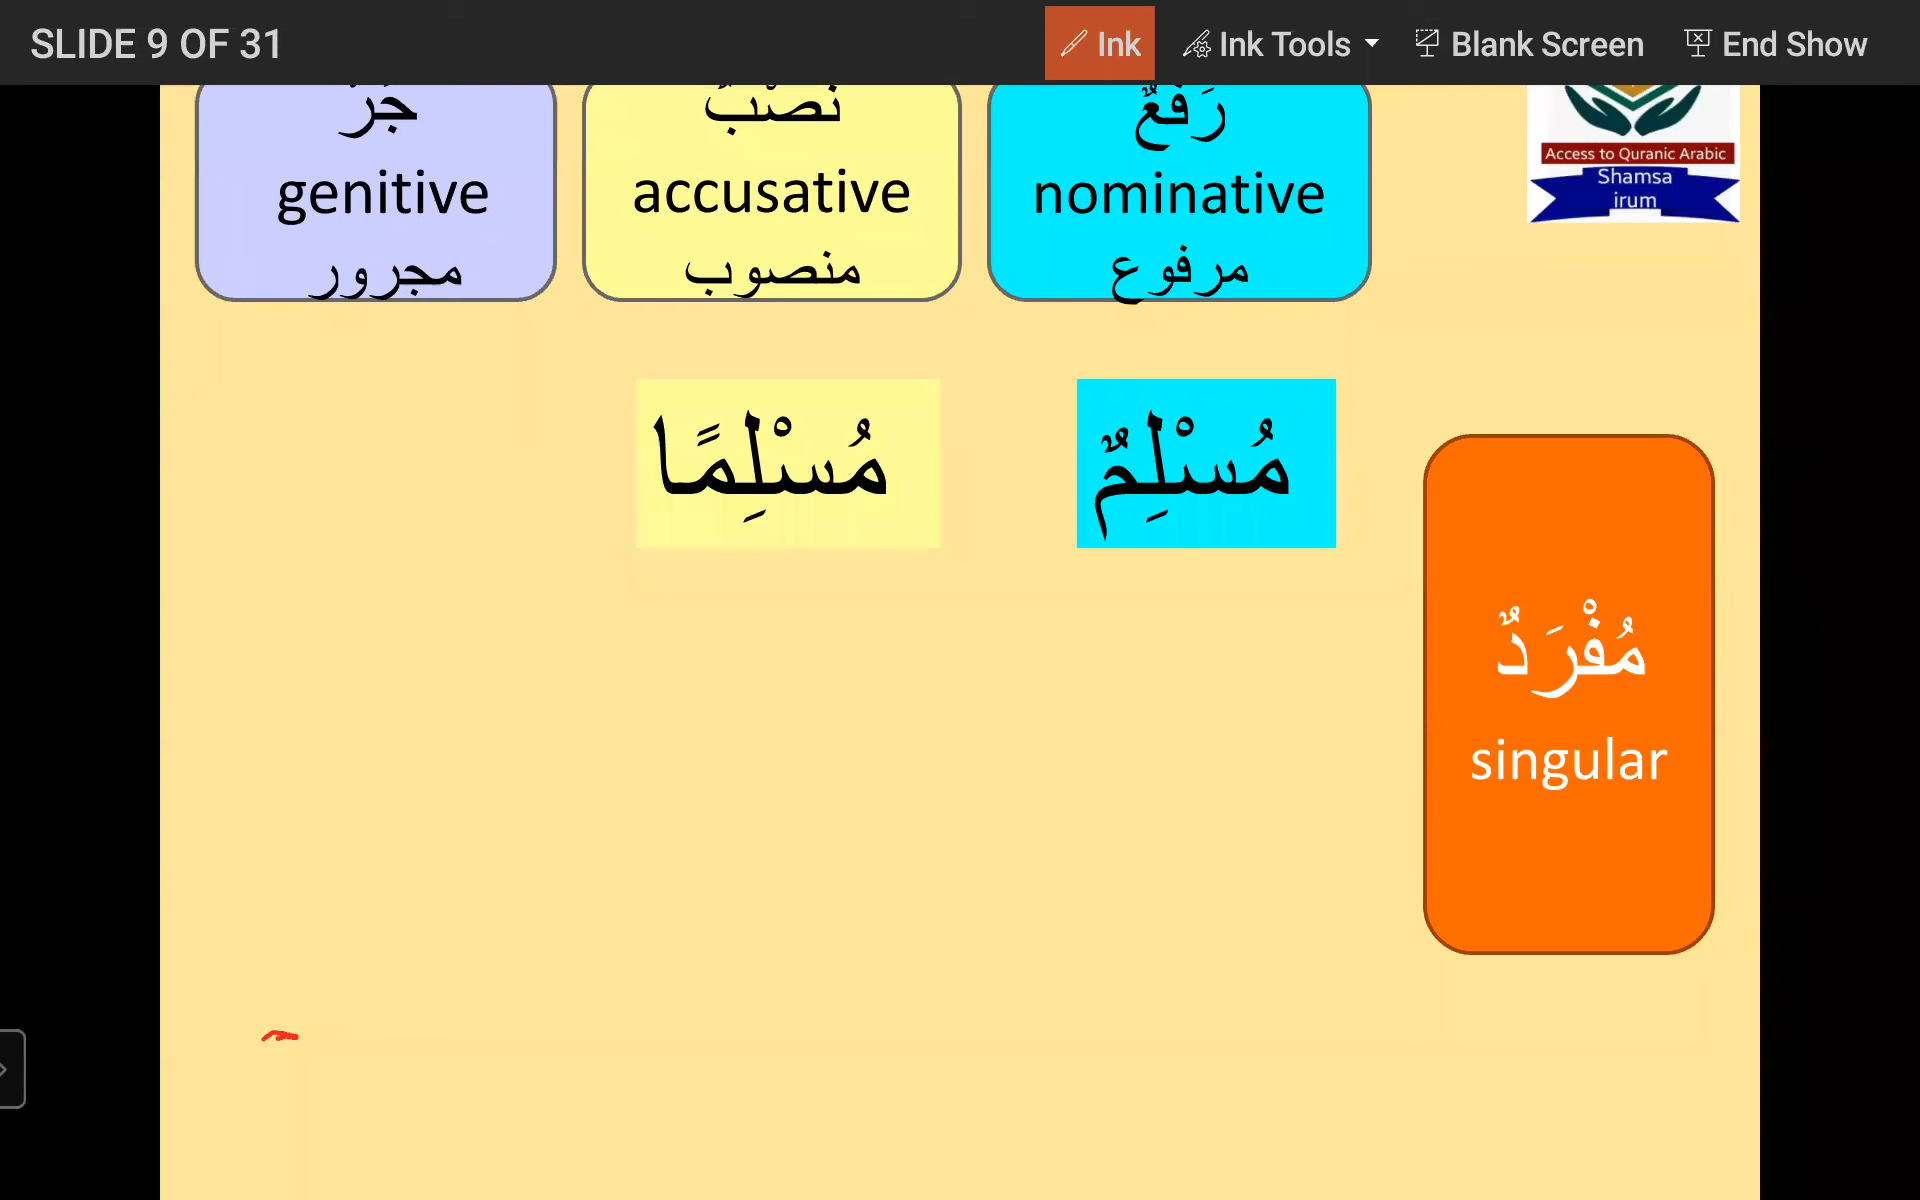 SLIDE 9 OF 31
Ink
Ink Tools
Blank Screen
End Show
رَفْعٌ
nominative
مرفوع
نَصْبٌ
accusative
منصوب
جَرٌّ
genitive
مجرور
Access to Quranic Arabic
Shamsa
irum
مُسْلِمٌ
مُسْلِمًا
مُفْرَدٌ
singular